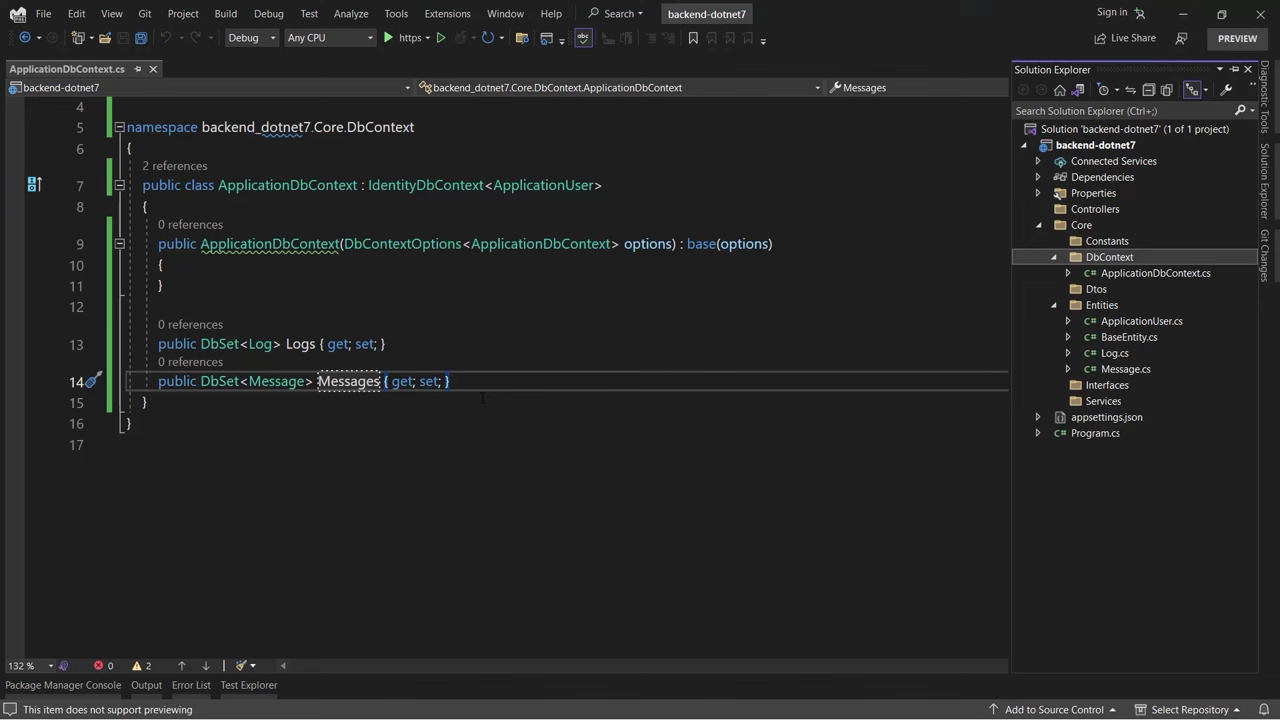 File Edit View Git Project Build Debug Test Analyze Tools Extensions Window Help Search backend-dotnet7 Sign in
Debug Any CPU https Live Share PREVIEW
ApplicationDbContext.cs
backend-dotnet7 backend_dotnet7.Core.DbContext.ApplicationDbContext Messages
4
5 namespace backend_dotnet7.Core.DbContext
6 {
2 references
7 public class ApplicationDbContext : IdentityDbContext<ApplicationUser>
8 {
0 references
9 public ApplicationDbContext(DbContextOptions<ApplicationDbContext> options) : base(options)
10 {
11 }
12
0 references
13 public DbSet<Log> Logs { get; set; }
0 references
14 public DbSet<Message> Messages { get; set; }
15 }
16 }
17
132 % 0 2
Package Manager Console Output Error List Test Explorer
This item does not support previewing Add to Source Control Select Repository
Solution Explorer
Search Solution Explorer (Ctrl+;)
Solution 'backend-dotnet7' (1 of 1 project)
backend-dotnet7
Connected Services
Dependencies
Properties
Controllers
Core
Constants
DbContext
C# ApplicationDbContext.cs
Dtos
Entities
C# ApplicationUser.cs
C# BaseEntity.cs
C# Log.cs
C# Message.cs
Interfaces
Services
appsettings.json
C# Program.cs
Diagnostic Tools
Solution Explorer
Git Changes